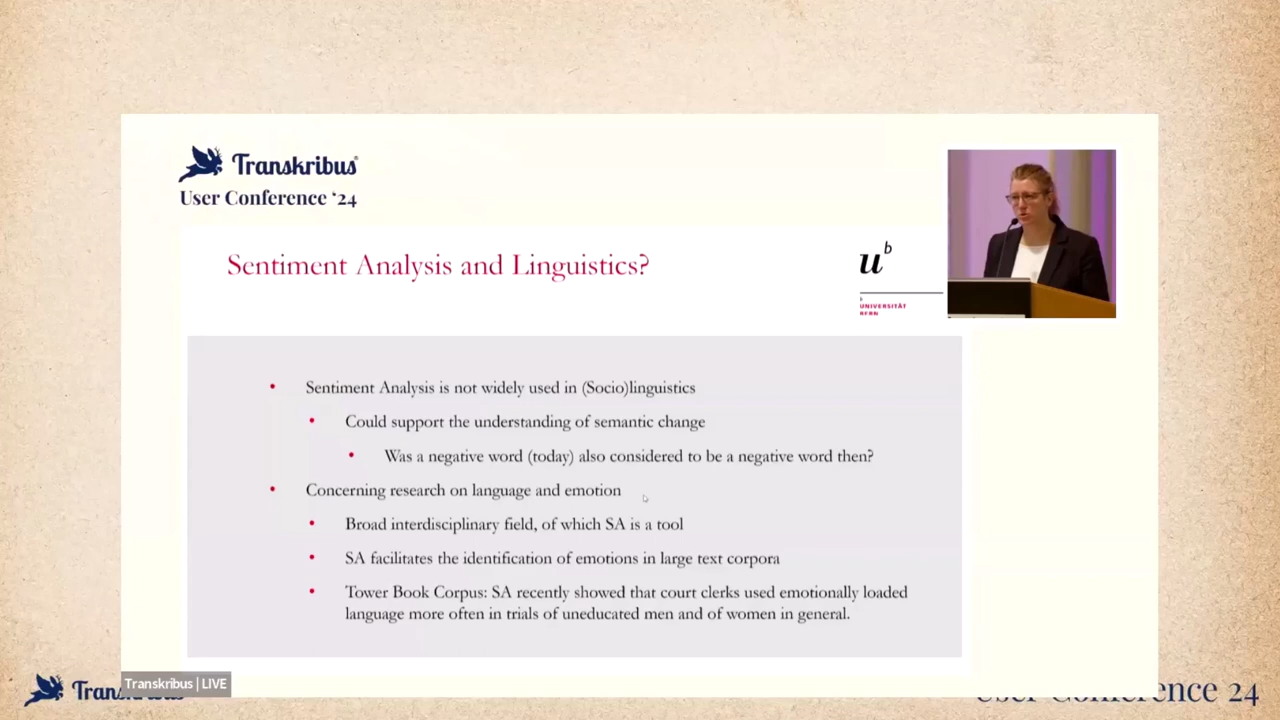 Transkribus
User Conference ‘24
Sentiment Analysis and Linguistics?
u
b
b
UNIVERSITÄT
BERN
• Sentiment Analysis is not widely used in (Socio)linguistics
• Could support the understanding of semantic change
• Was a negative word (today) also considered to be a negative word then?
• Concerning research on language and emotion
• Broad interdisciplinary field, of which SA is a tool
• SA facilitates the identification of emotions in large text corpora
• Tower Book Corpus: SA recently showed that court clerks used emotionally loaded
language more often in trials of uneducated men and of women in general.
Transkribus | LIVE
User Conference 24